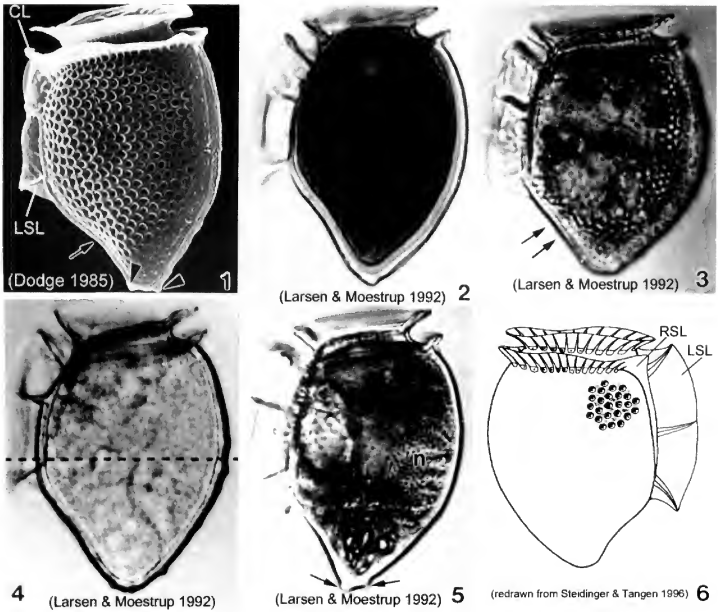 CL
LSL
(Dodge 1985)
1
(Larsen & Moestrup 1992)
2
(Larsen & Moestrup 1992)
3
4
(Larsen & Moestrup 1992)
n
(Larsen & Moestrup 1992)
5
RSL
LSL
(redrawn from Steidinger & Tangen 1996)
6